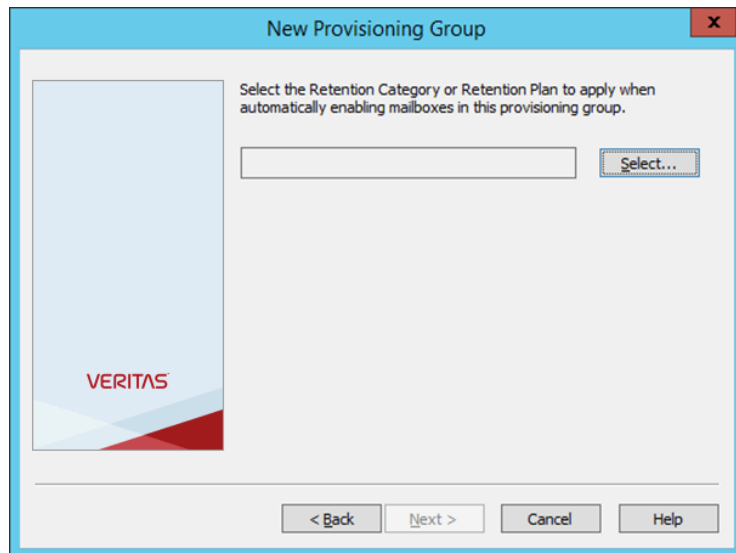 New Provisioning Group
x
Select the Retention Category or Retention Plan to apply when
automatically enabling mailboxes in this provisioning group.
Select...
VERITAS
< Back
Next >
Cancel
Help